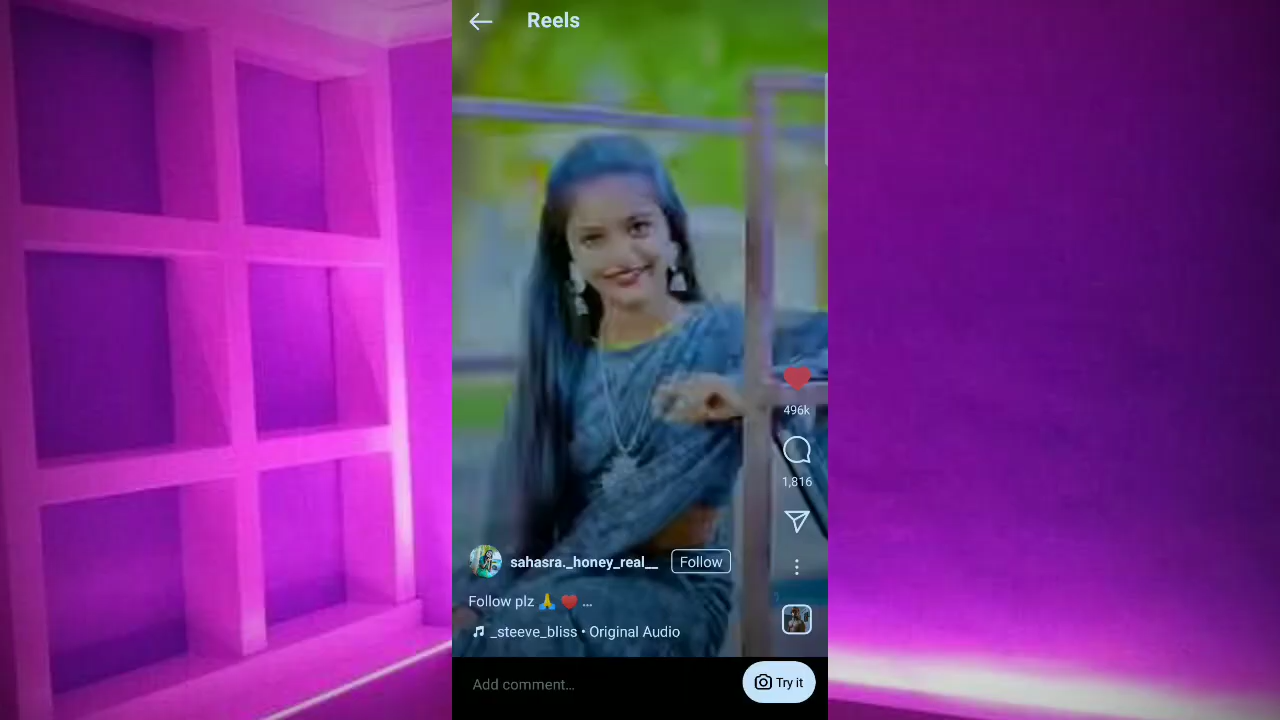 Reels
496k
1,816
sahasra._honey_real__ Follow
Follow plz 🙏 ♥️ ...
_steeve_bliss • Original Audio
Add comment... Try it